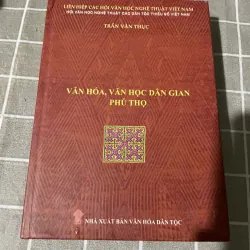 LIÊN HIỆP CÁC HỘI VĂN HỌC NGHỆ THUẬT VIỆT NAM
HỘI VĂN HỌC NGHỆ THUẬT CÁC DÂN TỘC THIỂU SỐ VIỆT NAM
TRẦN VĂN THỤC
VĂN HÓA, VĂN HỌC DÂN GIAN
PHÚ THỌ
NHÀ XUẤT BẢN VĂN HÓA DÂN TỘC